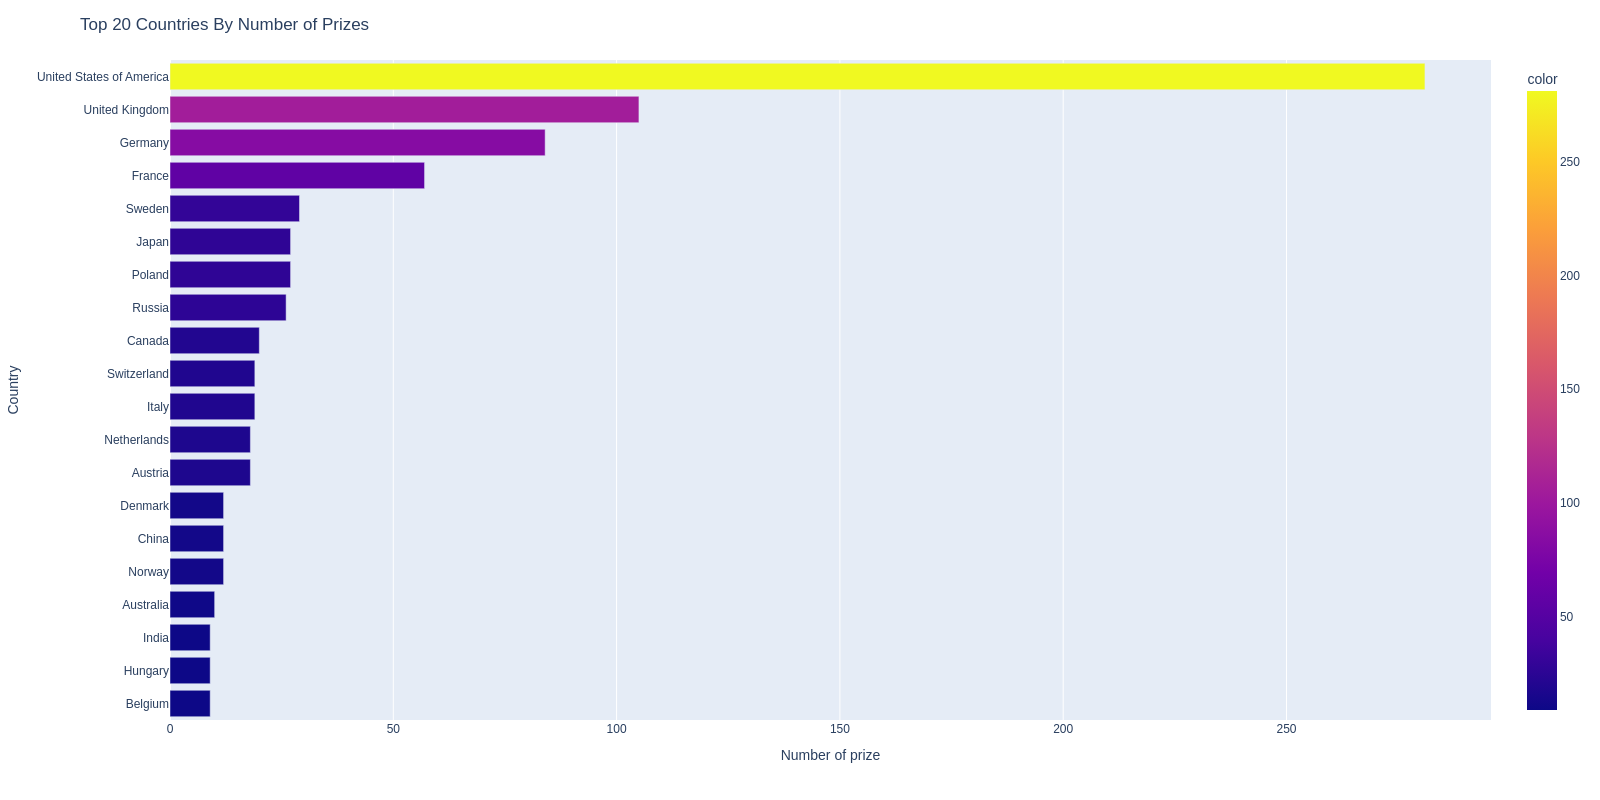 Top 20 Countries By Number of Prizes
United States of America
United Kingdom
Germany
France
Sweden
Japan
Poland
Russia
Canada
Switzerland
Italy
Netherlands
Austria
Denmark
China
Norway
Australia
India
Hungary
Belgium
Country
0 50 100 150 200 250
Number of prize
color
250
200
150
100
50